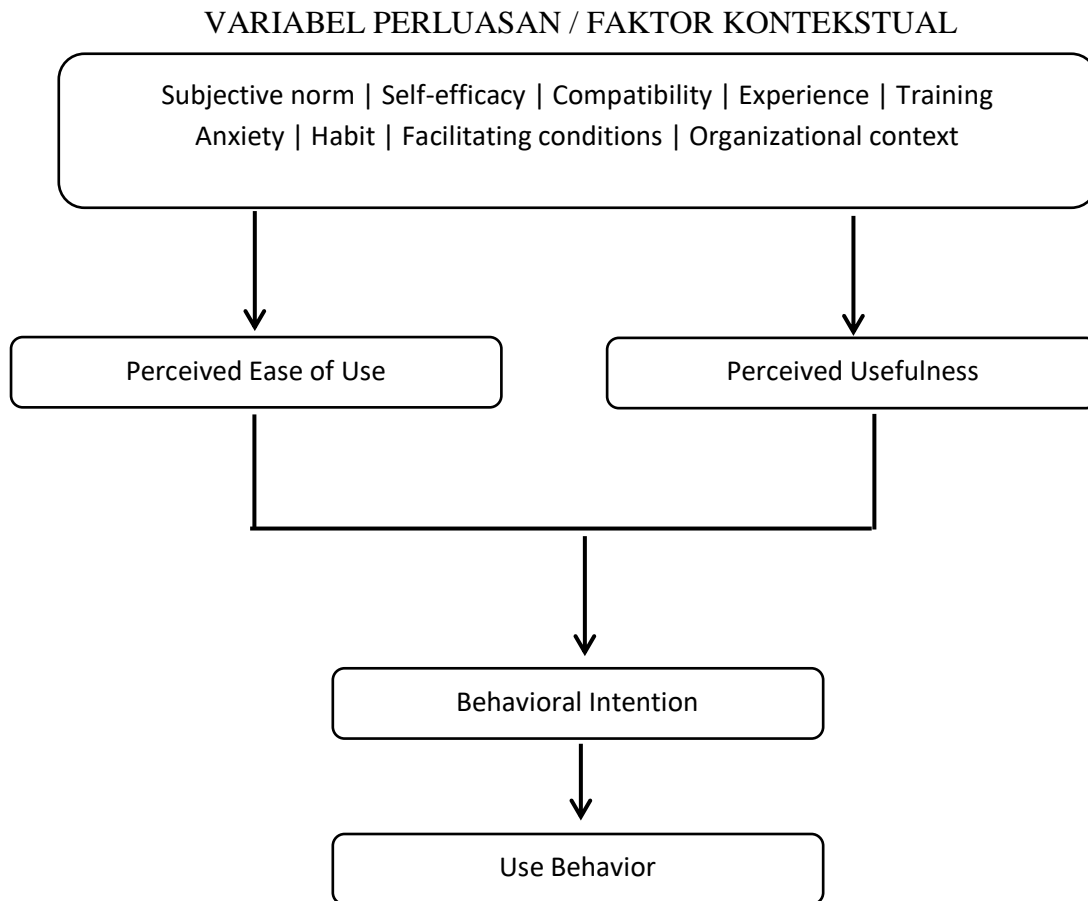 VARIABEL PERLUASAN / FAKTOR KONTEKSTUAL
Subjective norm | Self-efficacy | Compatibility | Experience | Training
Anxiety | Habit | Facilitating conditions | Organizational context
Perceived Ease of Use
Perceived Usefulness
Behavioral Intention
Use Behavior